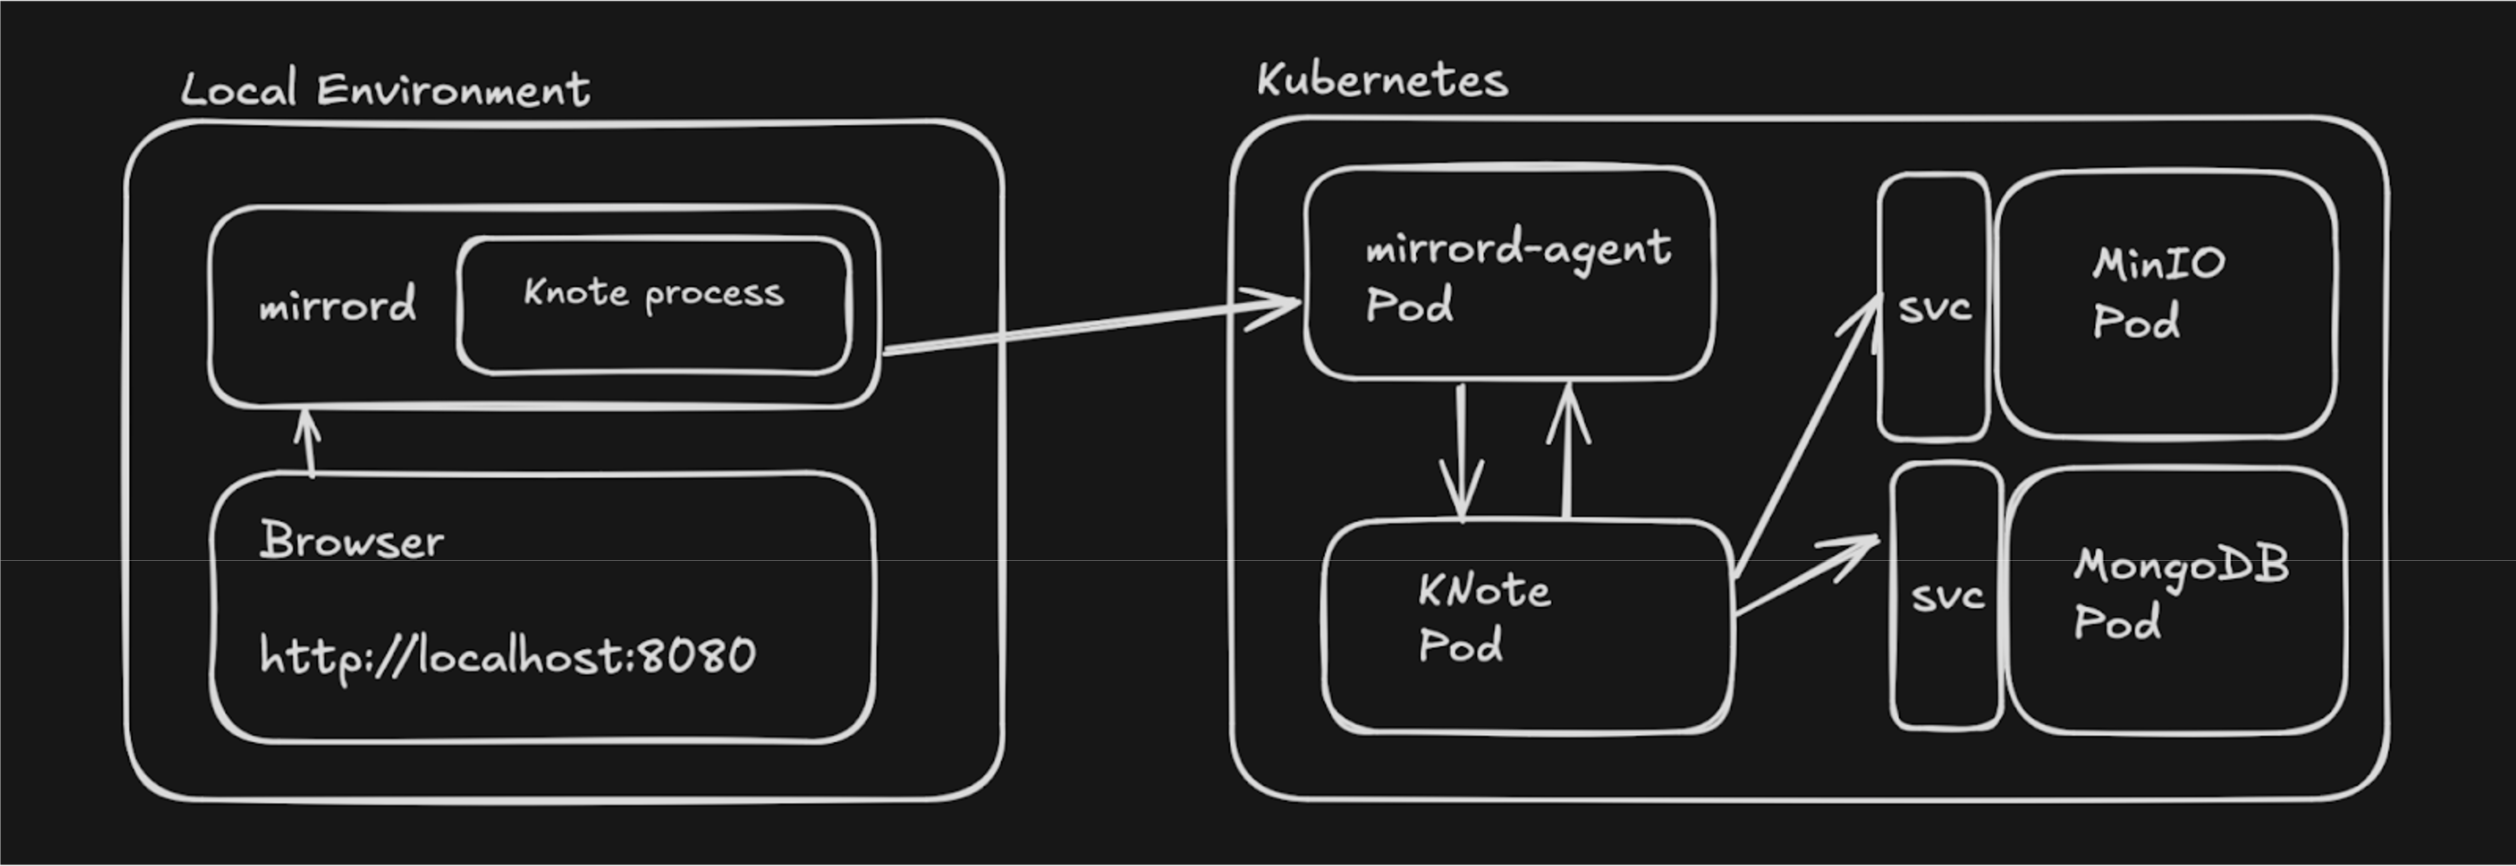 Local Environment
mirrord
Knote process
Browser
http://localhost:8080
Kubernetes
mirrord-agent
Pod
KNote
Pod
svc
MinIO
Pod
svc
MongoDB
Pod